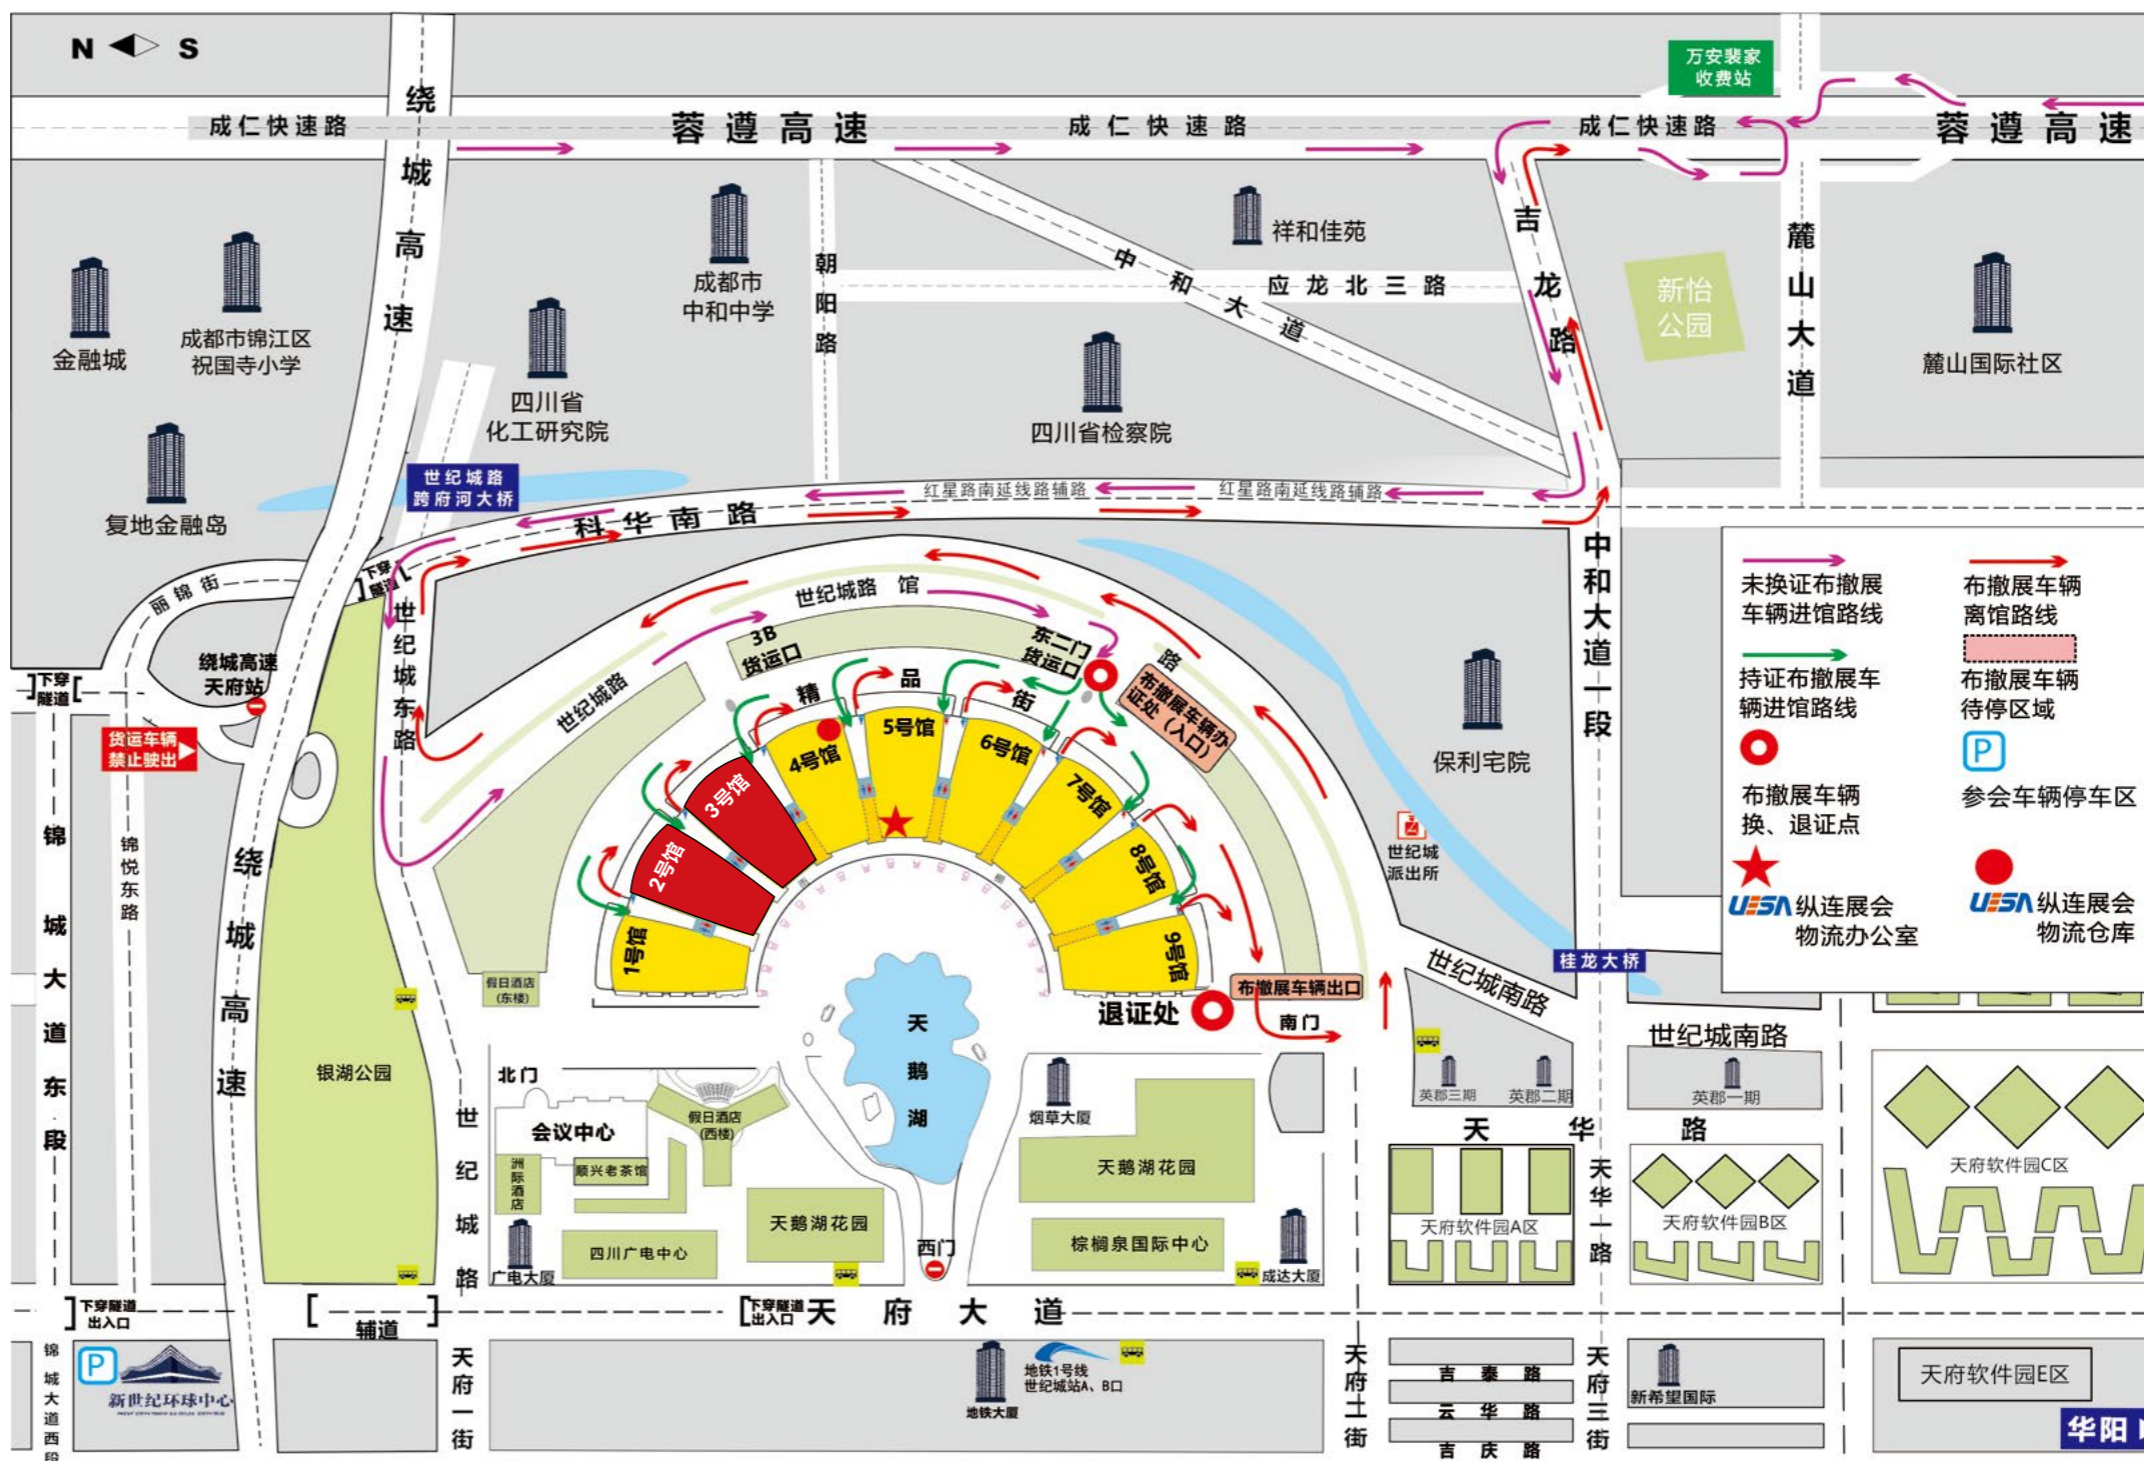 N S
万安裴家
收费站
成仁快速路
蓉遵高速
成仁快速路
成仁快速路
蓉遵高速
绕城高速
金融城
成都市锦江区
祝国寺小学
复地金融岛
四川省
化工研究院
成都市
中和中学
朝阳路
中和大道
祥和佳苑
应龙北三路
四川省检察院
吉龙路
新怡
公园
麓山大道
麓山国际社区
世纪城路
跨府河大桥
红星路南延线路辅路
红星路南延线路辅路
科华南路
下穿
隧道
丽锦街
世纪城东路
绕城高速
天府站
下穿
隧道
货运车辆
禁止驶出
锦城大道东段
锦悦东路
绕城高速
银湖公园
世纪城路
世纪城路
馆
路
3B
货运口
东二门
货运口
布撤展车辆办
证处（入口）
精品街
1号馆
2号馆
3号馆
4号馆
5号馆
6号馆
7号馆
8号馆
9号馆
假日酒店
(东楼)
布撤展车辆出口
退证处
南门
天鹅湖
保利宅院
世纪城
派出所
中和大道一段
桂龙大桥
世纪城南路
世纪城南路
未换证布撤展
车辆进馆路线
布撤展车辆
离馆路线
持证布撤展车
辆进馆路线
布撤展车辆
待停区域
P
布撤展车辆
换、退证点
参会车辆停车区
UESA 纵连展会
物流办公室
UESA 纵连展会
物流仓库
北门
会议中心
洲际酒店
顺兴老茶馆
假日酒店
(西楼)
世纪城路
广电大厦
四川广电中心
天鹅湖花园
西门
烟草大厦
天鹅湖花园
棕榈泉国际中心
成达大厦
英郡三期
英郡二期
英郡一期
天华路
天府软件园A区
天华一路
天府软件园B区
天府软件园C区
下穿隧道
出入口
辅道
下穿隧道
出入口
天府大道
锦城大道西段
P
新世纪环球中心
天府一街
地铁大厦
地铁1号线
世纪城站A、B口
天府二街
吉泰路
云华路
吉庆路
天府三街
新希望国际
天府软件园E区
华阳